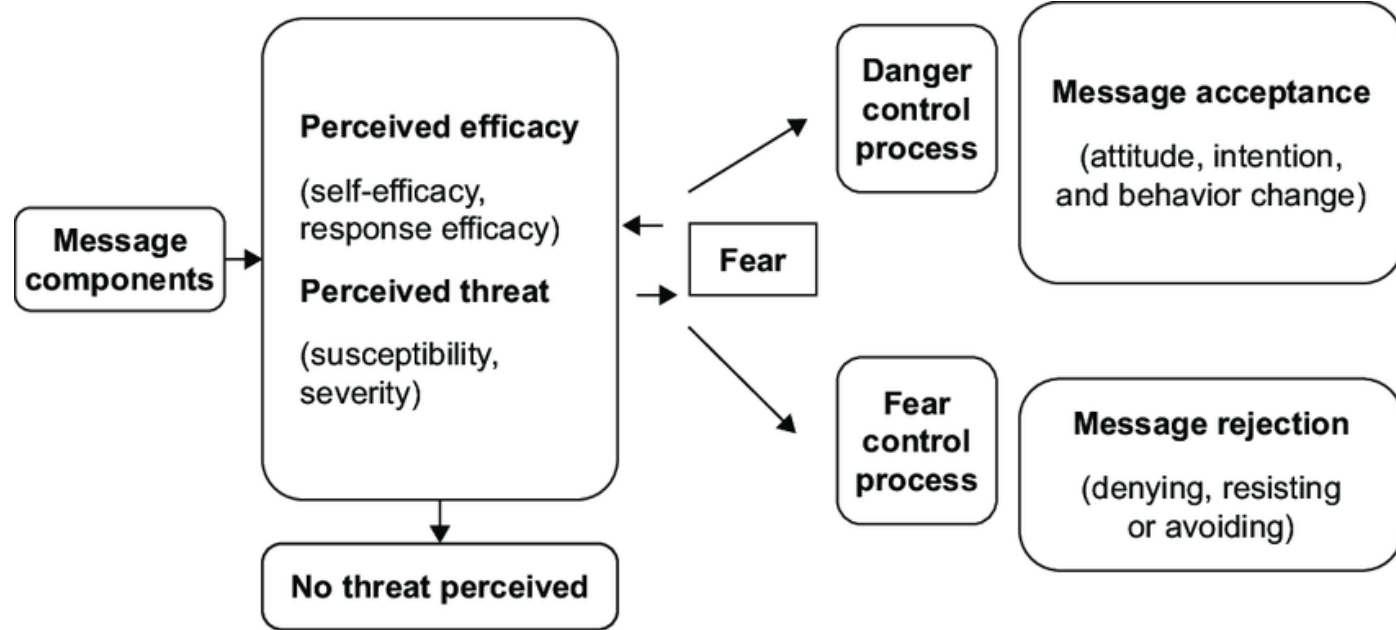 Message
components
Perceived efficacy
(self-efficacy,
response efficacy)
Perceived threat
(susceptibility,
severity)
No threat perceived
Fear
Danger
control
process
Message acceptance
(attitude, intention,
and behavior change)
Fear
control
process
Message rejection
(denying, resisting
or avoiding)